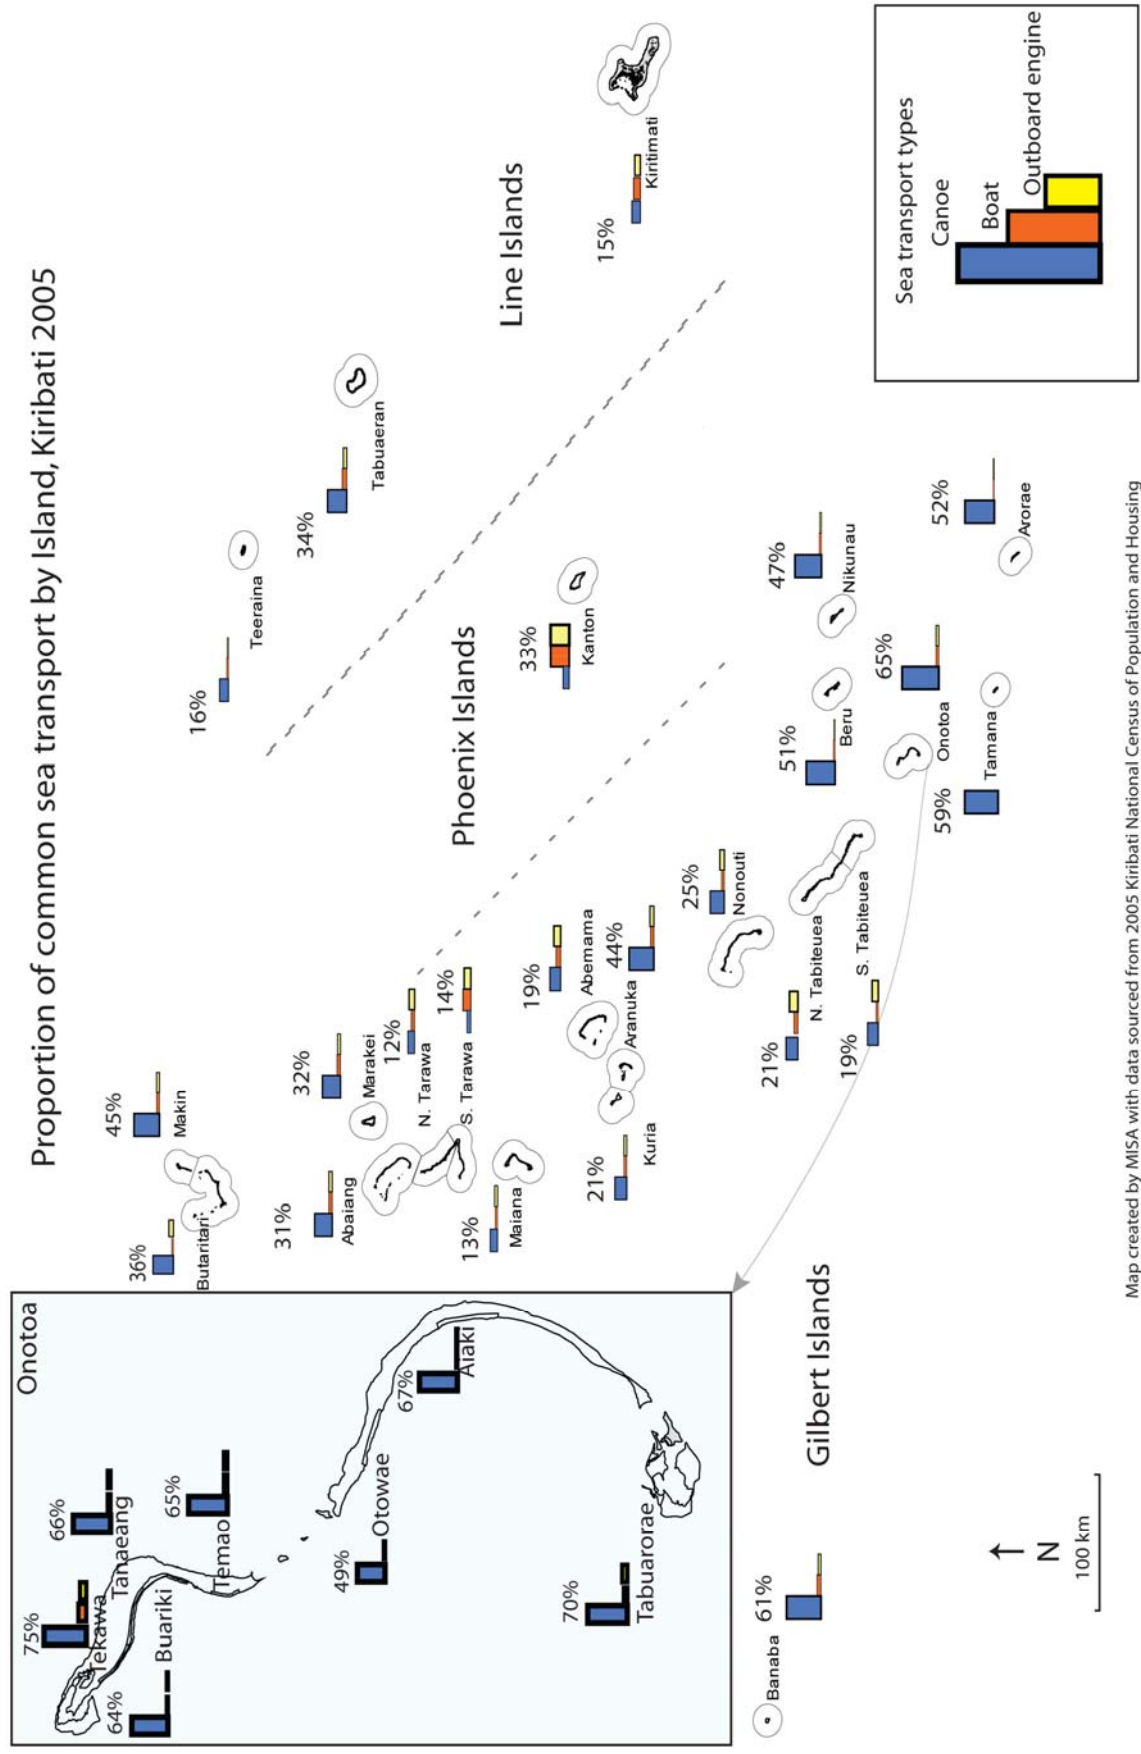 Proportion of common sea transport by Island, Kiribati 2005
Onotoa
75%
Tekawa
66%
Tanaeang
64%
Buariki
65%
Temao
49%
Otowae
67%
Aiaki
70%
Tabuarorae
36%
Butaritari
45%
Makin
31%
Abaiang
32%
Marakei
12%
N. Tarawa
14%
S. Tarawa
13%
Maiana
19%
Abemama
21%
Kuria
44%
Aranuka
25%
Nonouti
21%
N. Tabiteuea
19%
S. Tabiteuea
51%
Beru
47%
Nikunau
65%
Onotoa
59%
Tamana
52%
Arorae
61%
Banaba
Gilbert Islands
Phoenix Islands
33%
Kanton
Line Islands
16%
Teeraina
34%
Tabuaeran
15%
Kiritimati
N
100 km
Sea transport types
Canoe
Boat
Outboard engine
Map created by MISA with data sourced from 2005 Kiribati National Census of Population and Housing